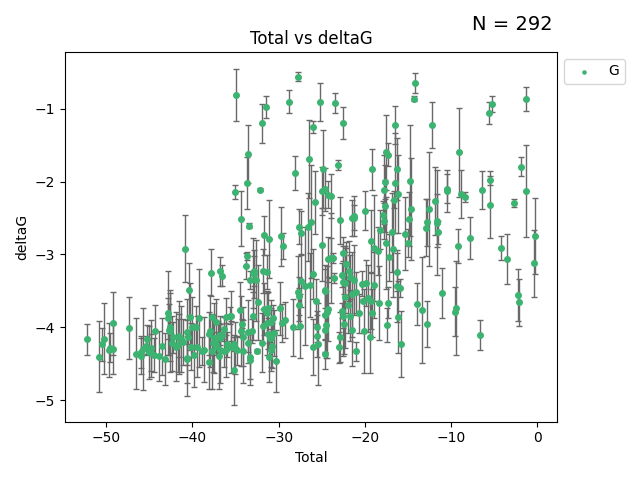 N = 292
Total vs deltaG
G
deltaG
−1
−2
−3
−4
−5
−50 −40 −30 −20 −10 0
Total